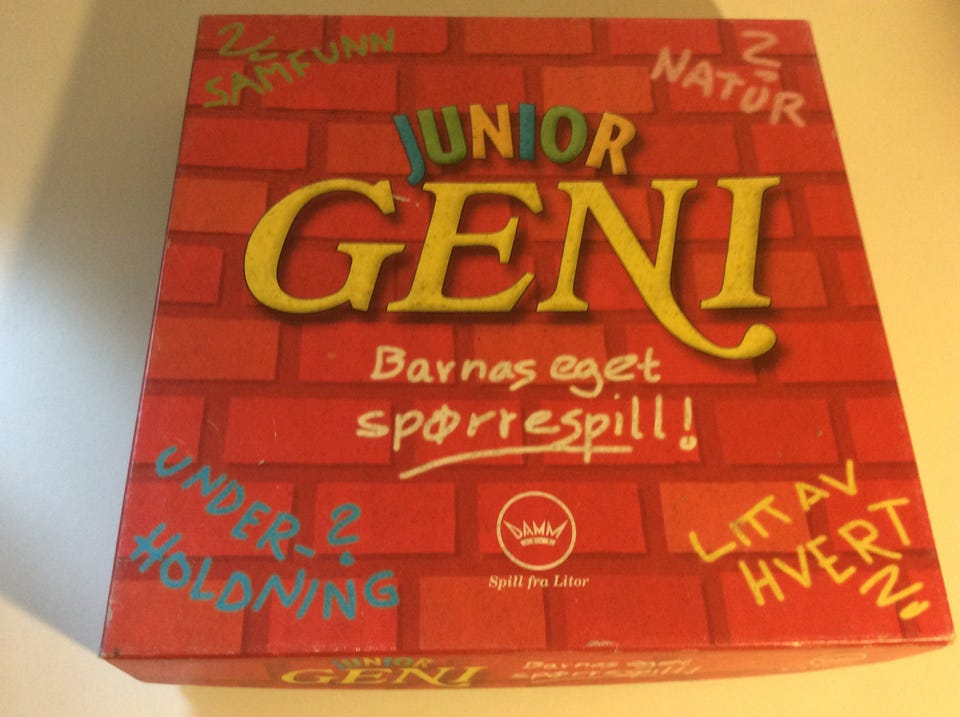 ?
SAMFUNN
?
NATUR
JUNIOR
GENI
Barnas eget
spørrespill!
UNDER-?
HOLDNING
LITT AV
HVERT
?
DAMM
Spill fra Litor
JUNIOR
GENI
Barnas eget
spørrespill!